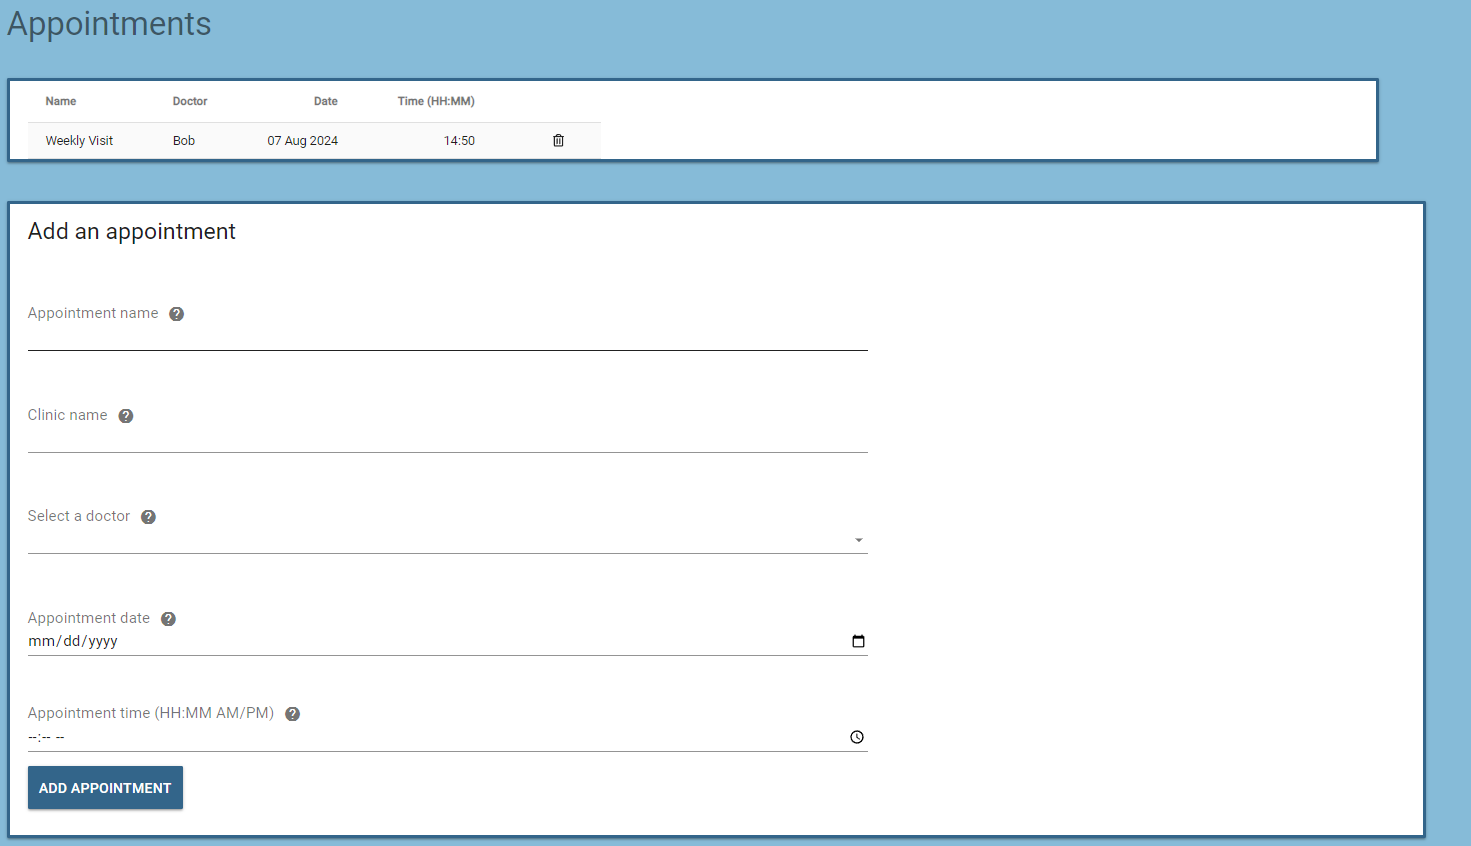 Appointments
Name Doctor Date Time (HH:MM)
Weekly Visit Bob 07 Aug 2024 14:50
Add an appointment
Appointment name ?
Clinic name ?
Select a doctor ?
Appointment date ?
mm/dd/yyyy
Appointment time (HH:MM AM/PM) ?
--:-- --
ADD APPOINTMENT